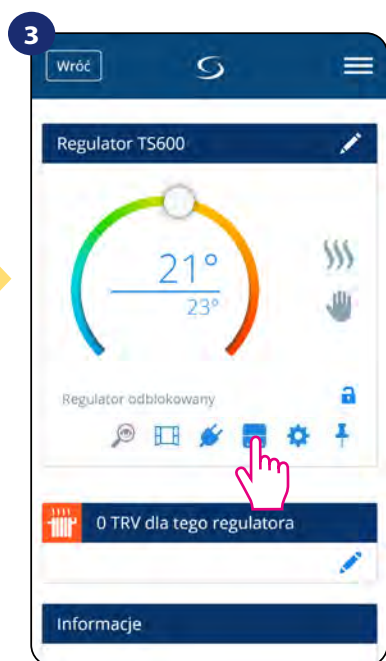 3
Wróć
Regulator TS600
21°
23°
Regulator odblokowany
0 TRV dla tego regulatora
Informacje